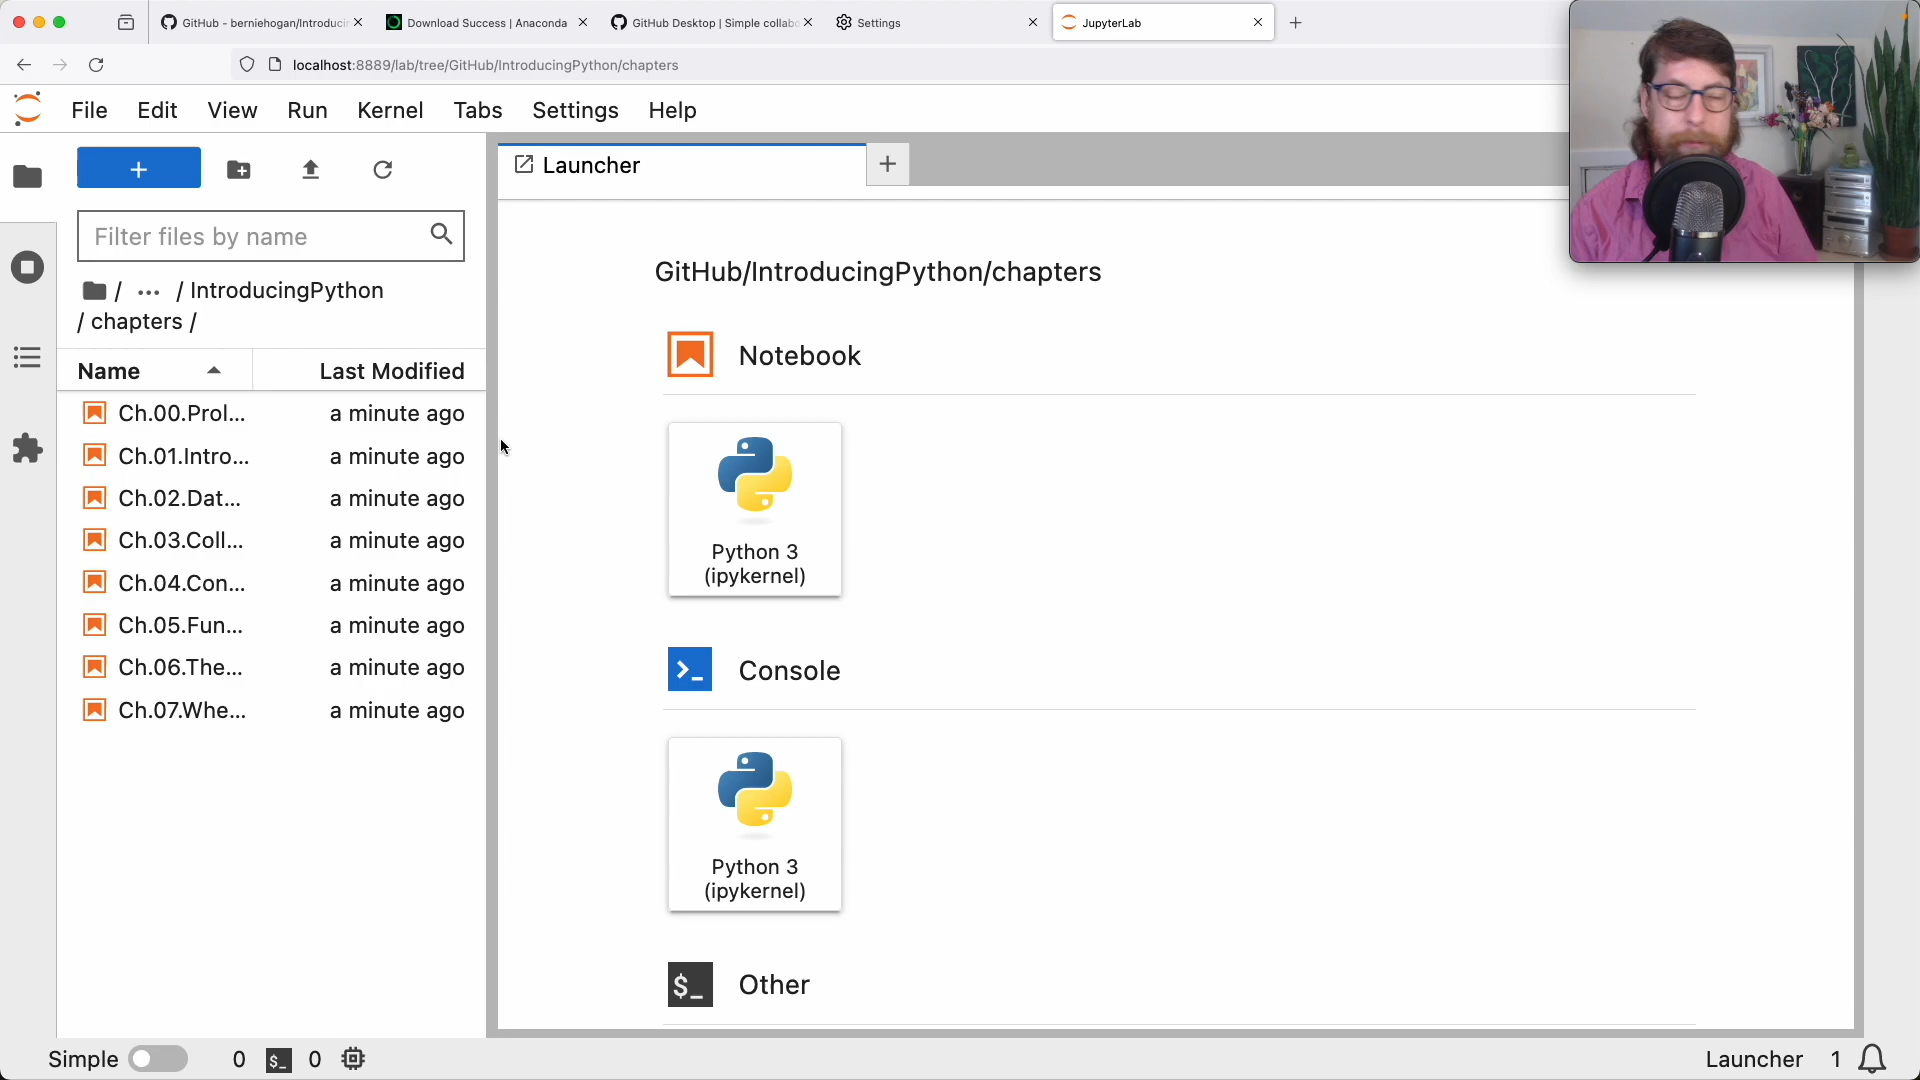 GitHub - berniehogan/Introducin
Download Success | Anaconda
GitHub Desktop | Simple collabo
Settings
JupyterLab
localhost:8889/lab/tree/GitHub/IntroducingPython/chapters
File Edit View Run Kernel Tabs Settings Help
Launcher
Filter files by name
/ ... / IntroducingPython
/ chapters /
Name Last Modified
Ch.00.Prol... a minute ago
Ch.01.Intro... a minute ago
Ch.02.Dat... a minute ago
Ch.03.Coll... a minute ago
Ch.04.Con... a minute ago
Ch.05.Fun... a minute ago
Ch.06.The... a minute ago
Ch.07.Whe... a minute ago
GitHub/IntroducingPython/chapters
Notebook
Python 3
(ipykernel)
Console
Python 3
(ipykernel)
$_ Other
Simple 0 $_ 0
Launcher 1